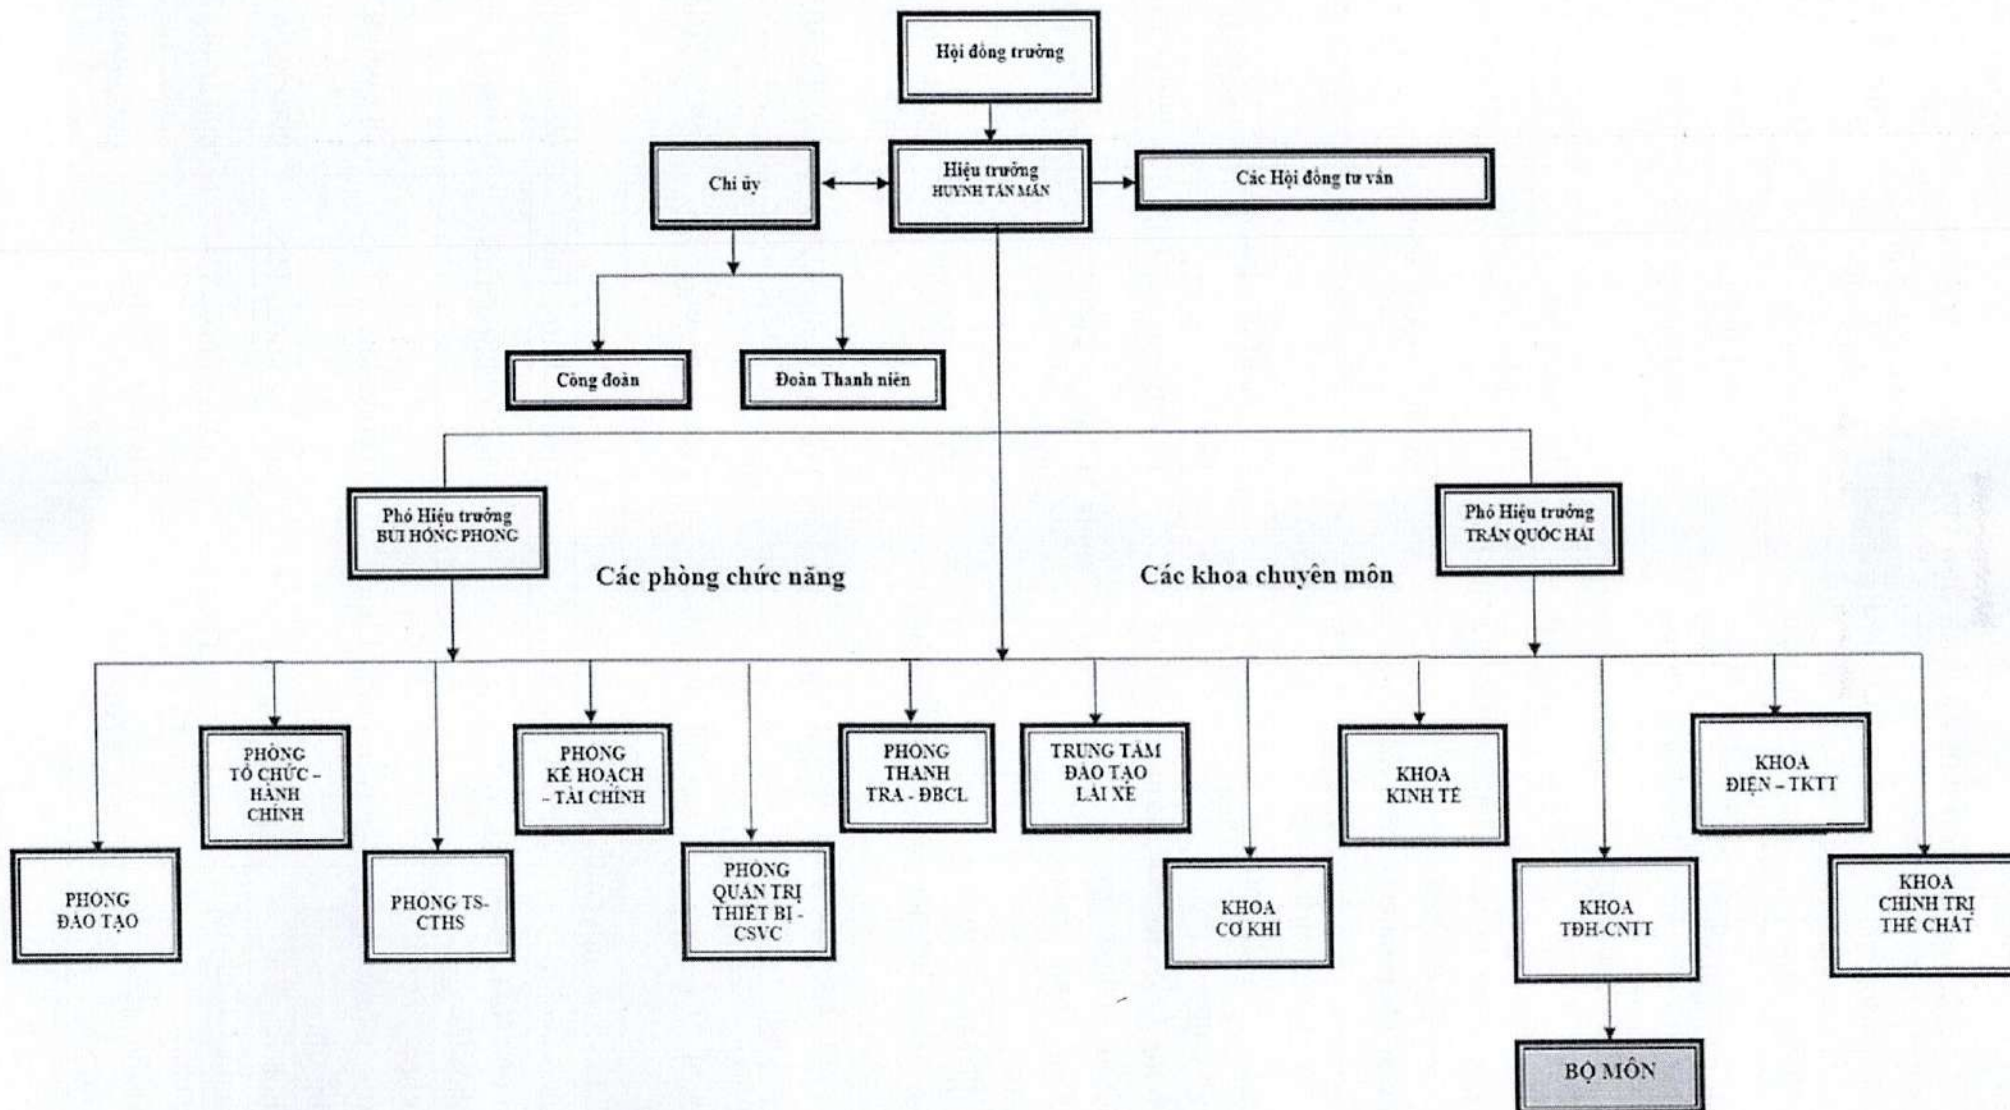 Hội đồng trường
Chi ủy
Hiệu trưởng
HUỲNH TẤN MẪN
Các Hội đồng tư vấn
Công đoàn
Đoàn Thanh niên
Phó Hiệu trưởng
BÙI HỒNG PHONG
Phó Hiệu trưởng
TRẦN QUỐC HẢI
Các phòng chức năng
Các khoa chuyên môn
PHÒNG
TỔ CHỨC –
HÀNH
CHÍNH
PHÒNG
KẾ HOẠCH
– TÀI CHÍNH
PHÒNG
THANH
TRA - ĐBCL
TRUNG TÂM
ĐÀO TẠO
LÁI XE
KHOA
KINH TẾ
KHOA
ĐIỆN – TKTT
PHÒNG
ĐÀO TẠO
PHÒNG TS-
CTHS
PHÒNG
QUẢN TRỊ
THIẾT BỊ -
CSVC
KHOA
CƠ KHÍ
KHOA
TĐH-CNTT
KHOA
CHÍNH TRỊ
THỂ CHẤT
BỘ MÔN